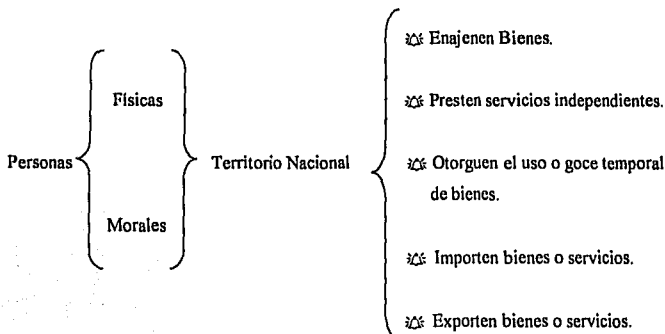 Personas
Físicas
Morales
Territorio Nacional
Enajenen Bienes.
Presten servicios independientes.
Otorguen el uso o goce temporal
de bienes.
Importen bienes o servicios.
Exporten bienes o servicios.